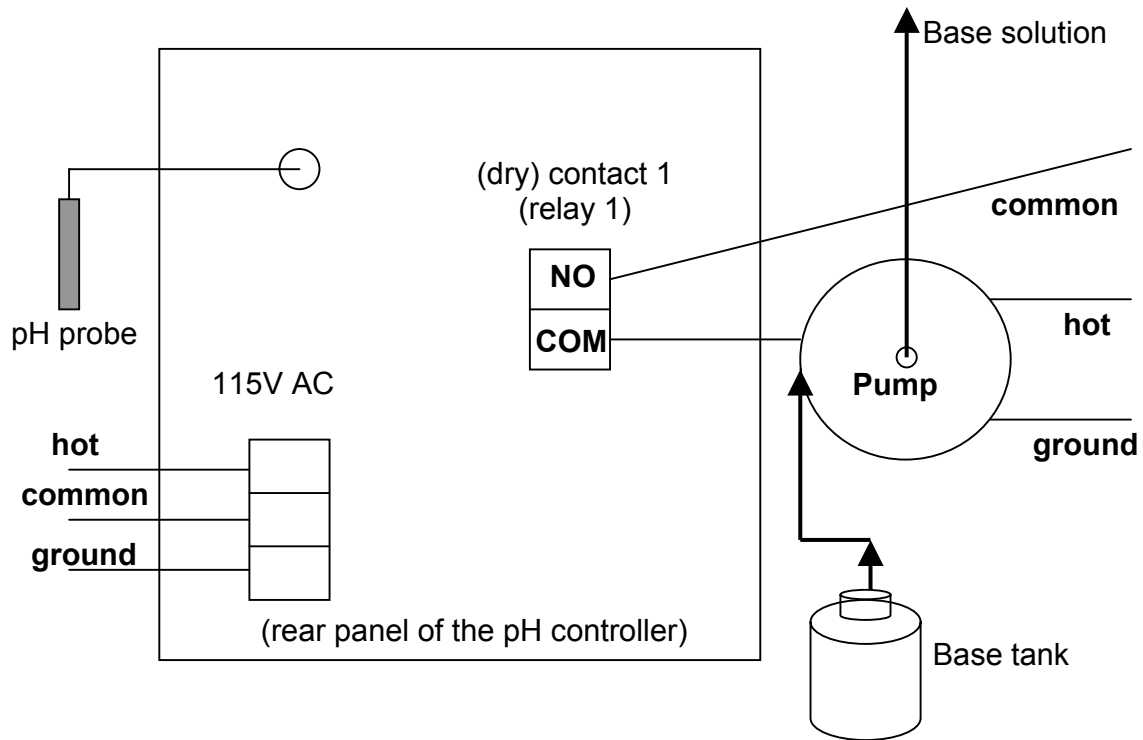 Base solution
(dry) contact 1
(relay 1)
common
NO
hot
COM
pH probe
115V AC
Pump
hot
ground
common
ground
(rear panel of the pH controller)
Base tank